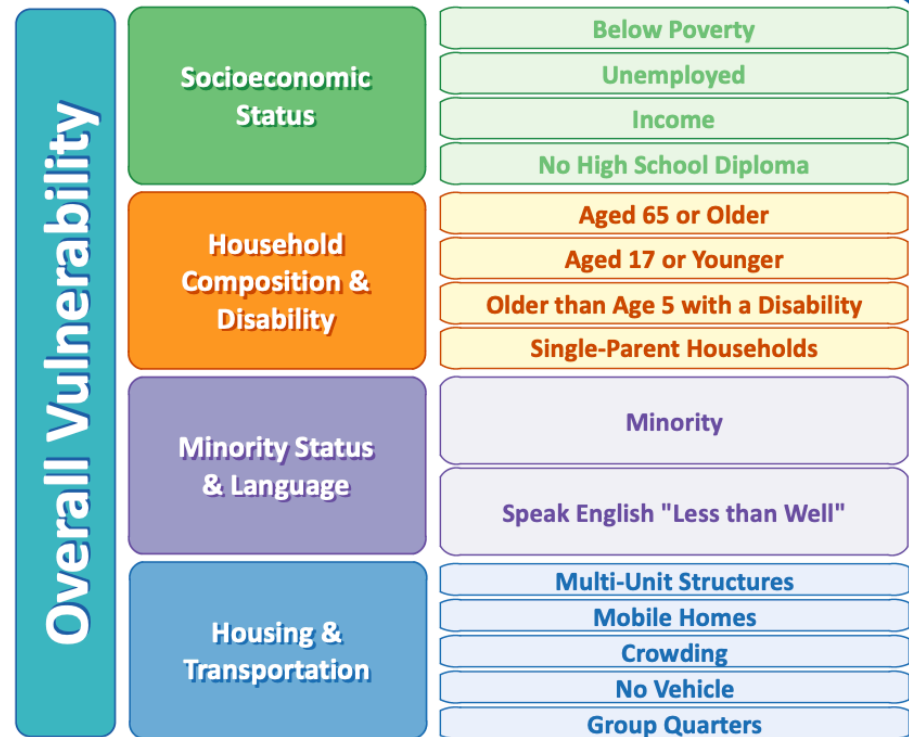 Overall Vulnerability
Socioeconomic
Status
Below Poverty
Unemployed
Income
No High School Diploma
Household
Composition &
Disability
Aged 65 or Older
Aged 17 or Younger
Older than Age 5 with a Disability
Single-Parent Households
Minority Status
& Language
Minority
Speak English "Less than Well"
Housing &
Transportation
Multi-Unit Structures
Mobile Homes
Crowding
No Vehicle
Group Quarters